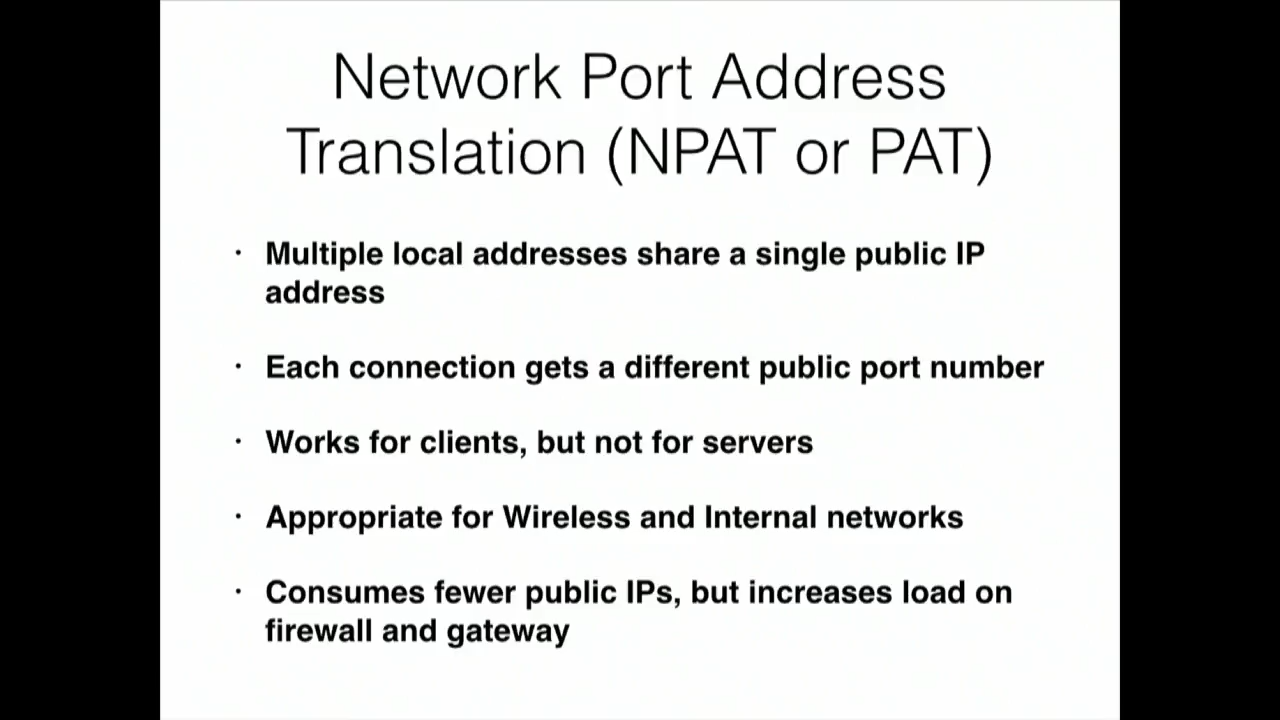 Network Port Address
Translation (NPAT or PAT)
• Multiple local addresses share a single public IP
address
• Each connection gets a different public port number
• Works for clients, but not for servers
• Appropriate for Wireless and Internal networks
• Consumes fewer public IPs, but increases load on
firewall and gateway